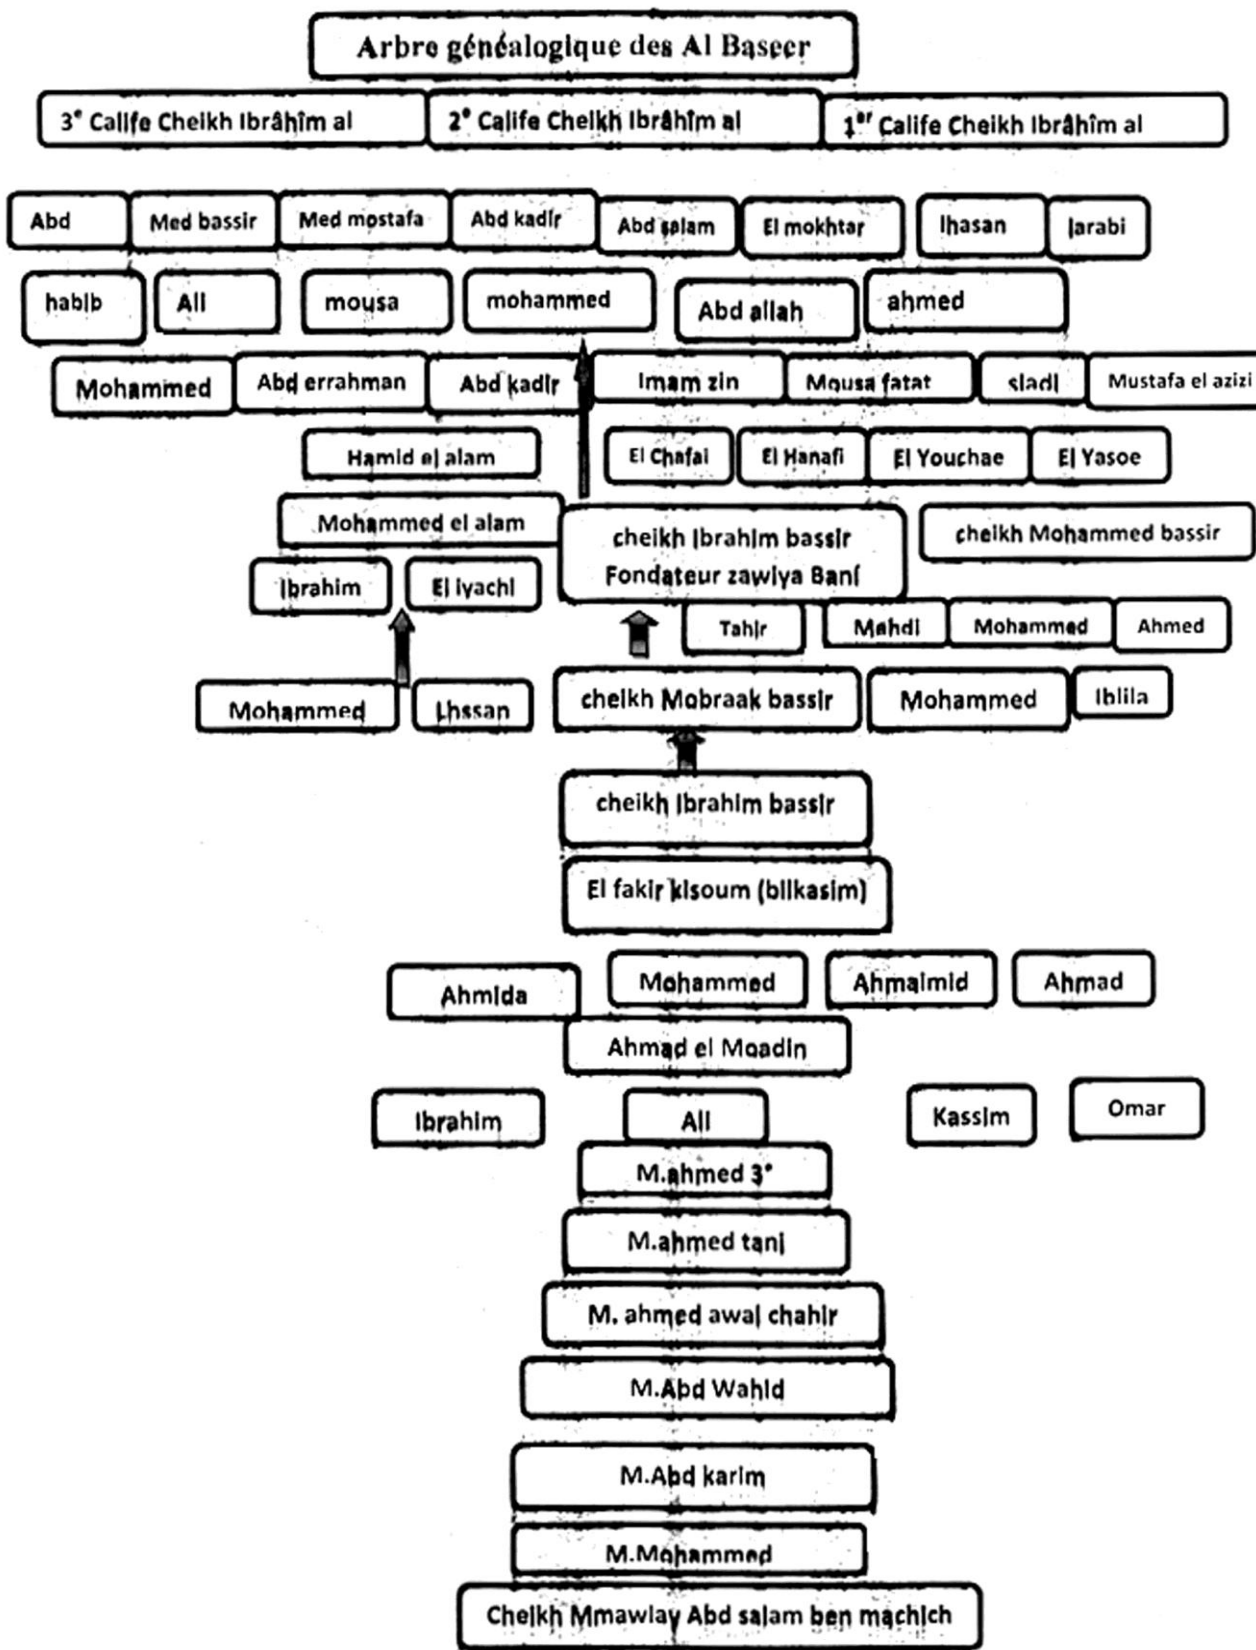 Arbre généalogique des Al Baseer
3e Calife Cheikh Ibrâhîm al
2e Calife Cheikh Ibrâhîm al
1er Calife Cheikh Ibrâhîm al
Abd
Med bassir
Med mostafa
Abd kadir
Abd salam
El mokhtar
lhasan
larabi
habib
Ali
mousa
mohammed
Abd allah
ahmed
Mohammed
Abd errahman
Abd kadir
Imam zin
Mousa fatat
siadi
Mustafa el azizi
Hamid el alam
El Chafai
El Hanafi
El Youchae
El Yasoe
Mohammed el alam
cheikh Ibrahim bassir
Fondateur zawiya Bani
cheikh Mohammed bassir
Ibrahim
El iyachi
Tahir
Mehdi
Mohammed
Ahmed
Mohammed
Lhssan
cheikh Mobraak bassir
Mohammed
Iblila
cheikh Ibrahim bassir
El fakir kisoum (bilkasim)
Ahmida
Mohammed
Ahmaimid
Ahmad
Ahmad el Moadin
Ibrahim
Ali
Kassim
Omar
M.ahmed 3e
M.ahmed tani
M. ahmed awal chahir
M.Abd Wahid
M.Abd karim
M.Mohammed
Cheikh Mmawlay Abd salam ben machich